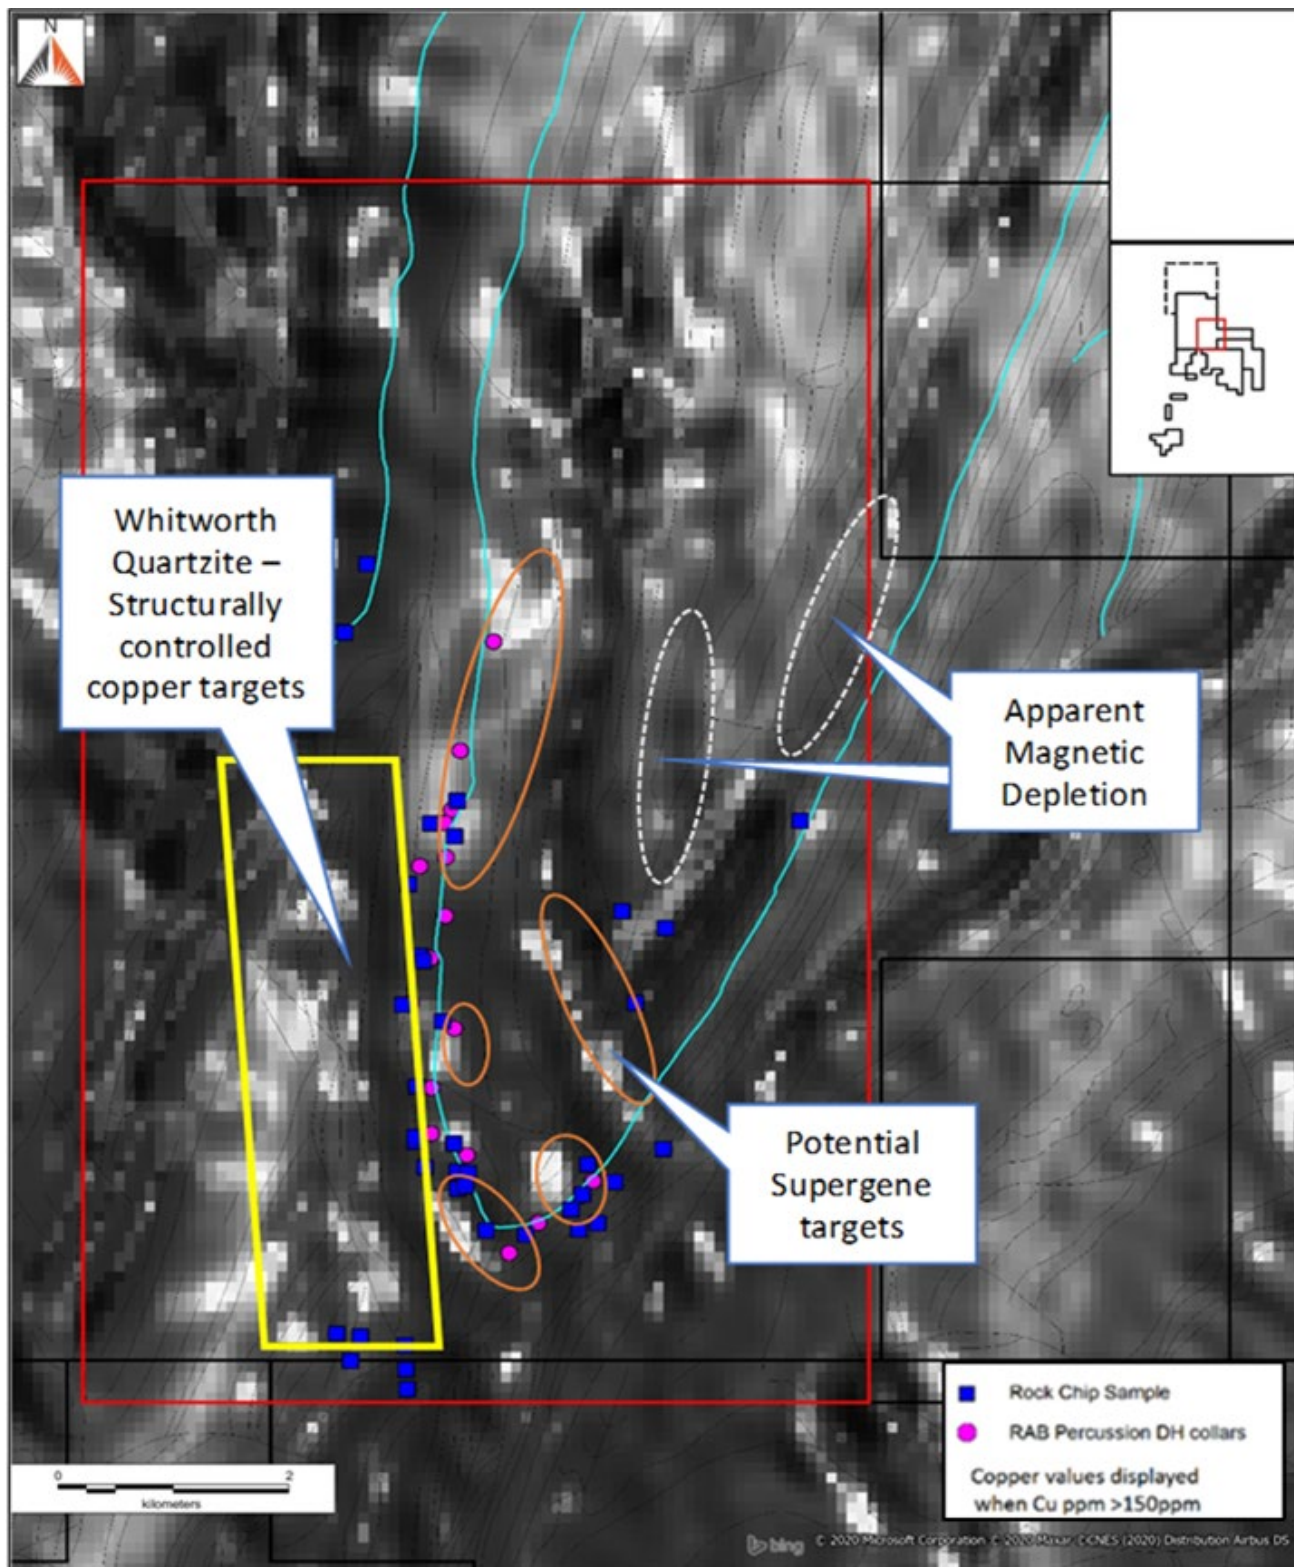 N
Whitworth
Quartzite –
Structurally
controlled
copper targets
Apparent
Magnetic
Depletion
Potential
Supergene
targets
Rock Chip Sample
RAB Percussion DH collars
Copper values displayed
when Cu ppm >150ppm
0 2
kilometers
bing © 2020 Microsoft Corporation © 2020 Maxar, ©CNES (2020) Distribution Airbus DS